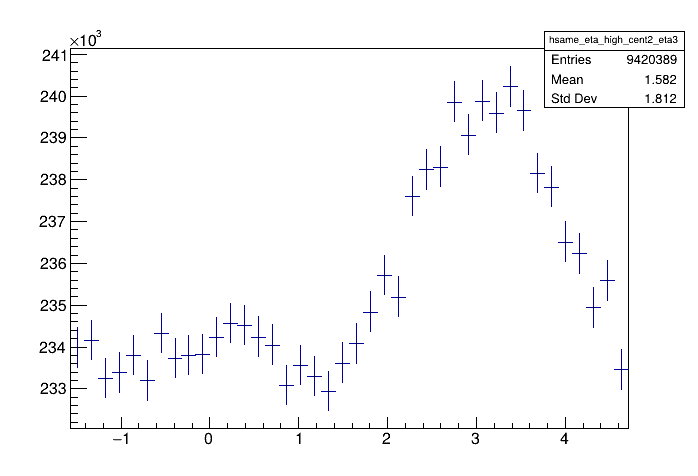 ×10³
hsame_eta_high_cent2_eta3
Entries 9420389
Mean 1.582
Std Dev 1.812
241
240
239
238
237
236
235
234
233
−1 0 1 2 3 4